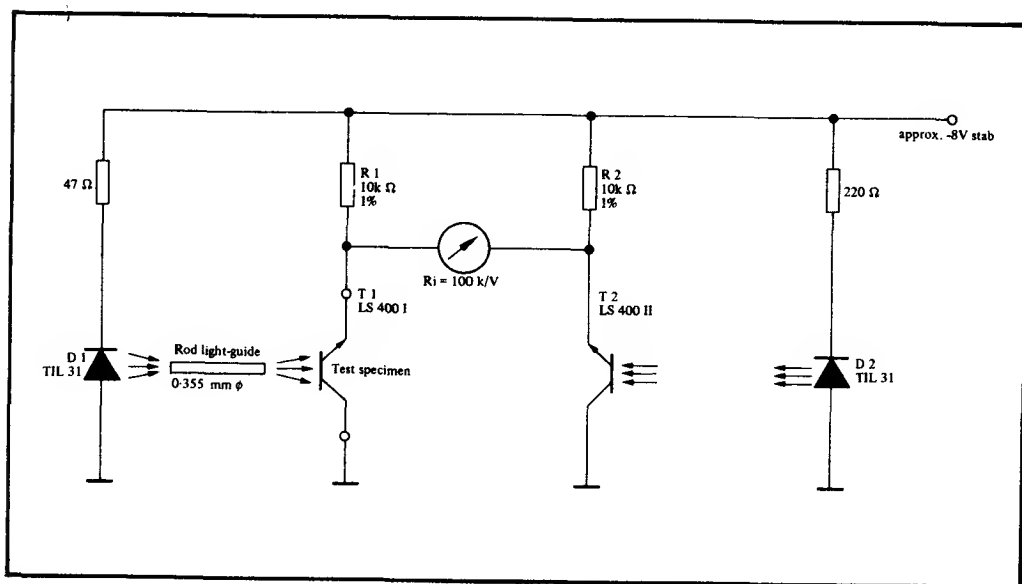 approx. -8V stab
47 Ω
R 1
10k Ω
1%
R 2
10k Ω
1%
220 Ω
Ri = 100 k/V
T 1
LS 400 I
T 2
LS 400 II
D 1
TIL 31
Rod light-guide
0·355 mm ϕ
Test specimen
D 2
TIL 31